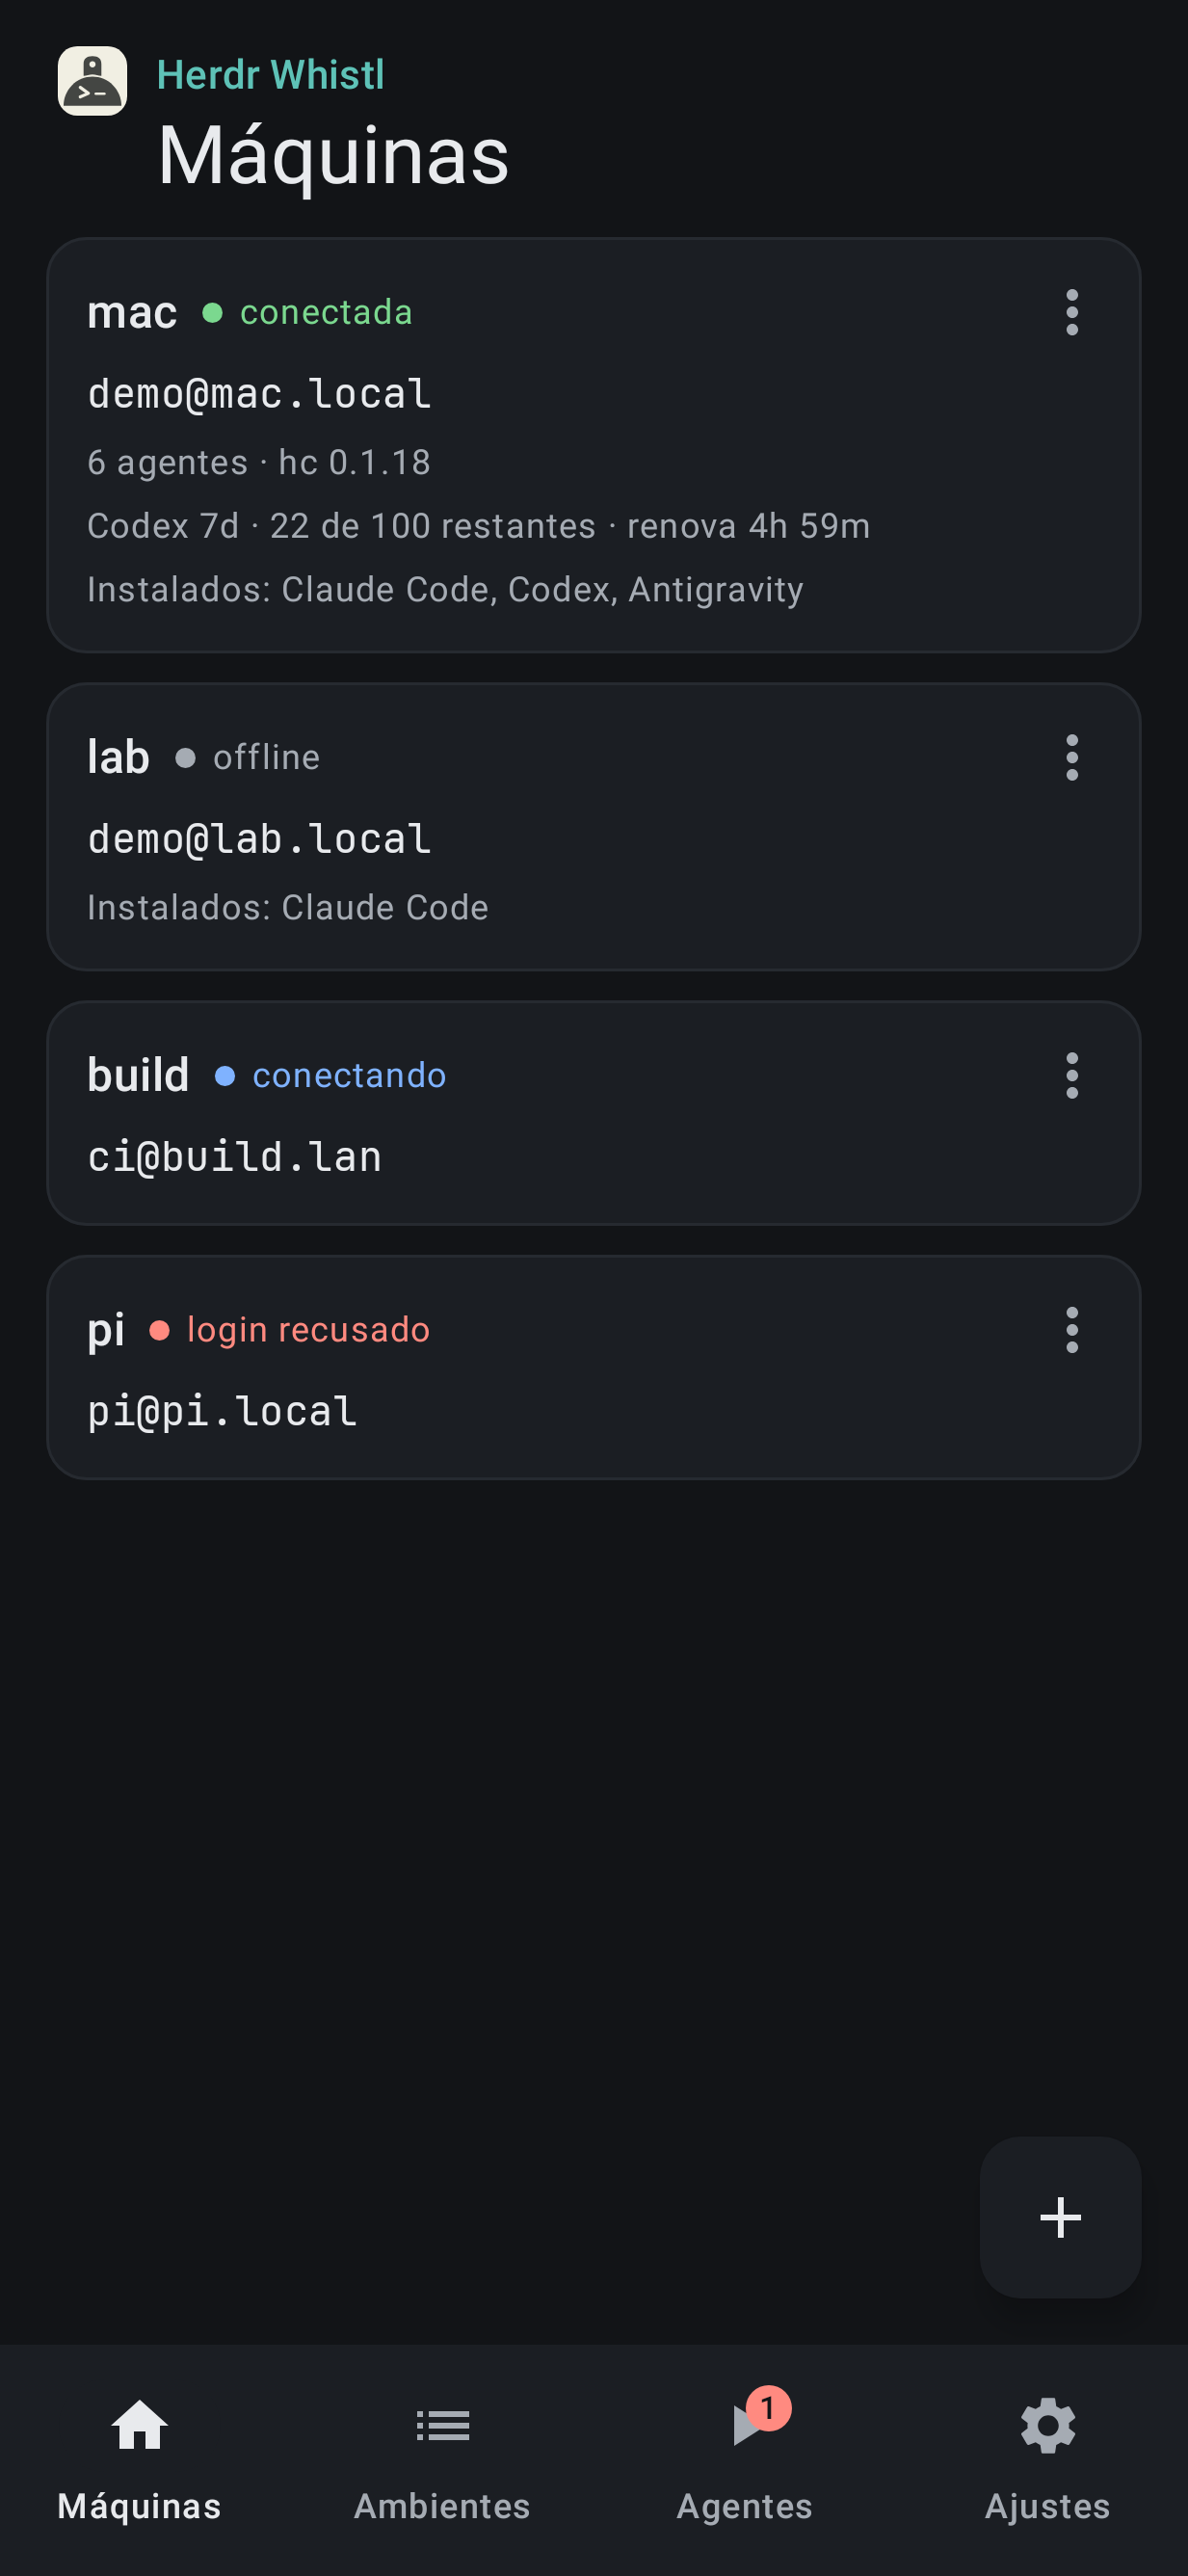 Herdr Whistl
Máquinas
mac conectada
demo@mac.local
6 agentes · hc 0.1.18
Codex 7d · 22 de 100 restantes · renova 4h 59m
Instalados: Claude Code, Codex, Antigravity
lab offline
demo@lab.local
Instalados: Claude Code
build conectando
ci@build.lan
pi login recusado
pi@pi.local
1
Máquinas Ambientes Agentes Ajustes